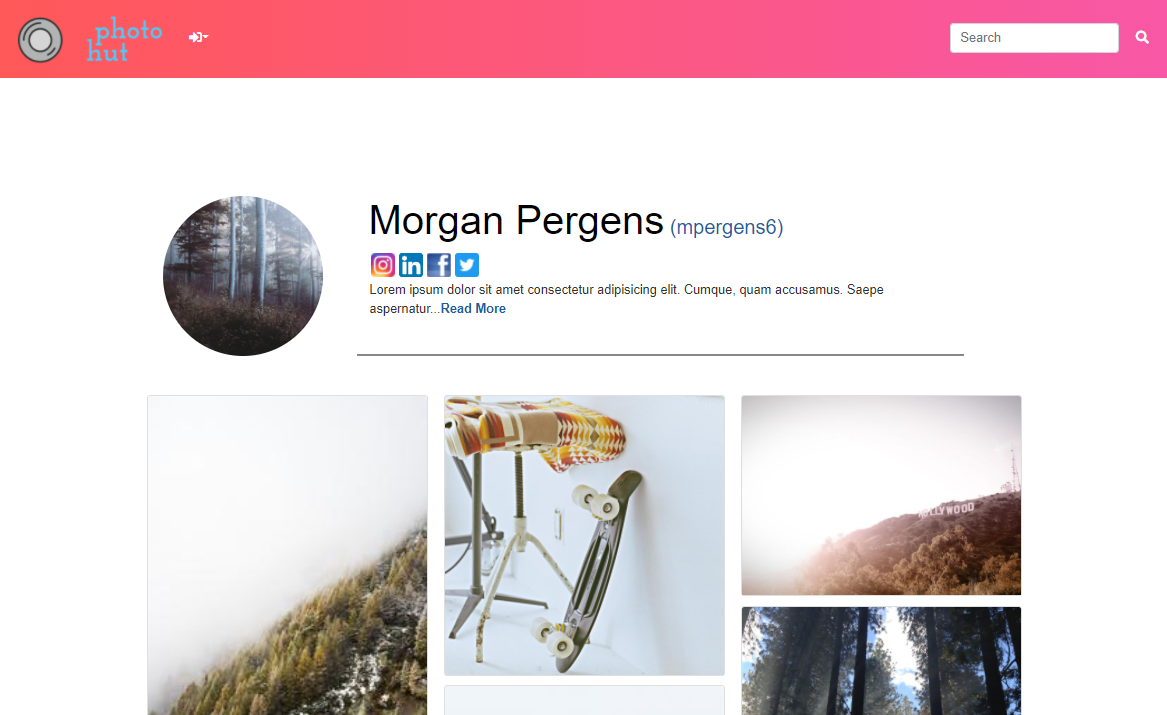 photo
hut
Search
Morgan Pergens (mpergens6)
Lorem ipsum dolor sit amet consectetur adipisicing elit. Cumque, quam accusamus. Saepe
aspernatur...Read More
HOLLYWOOD